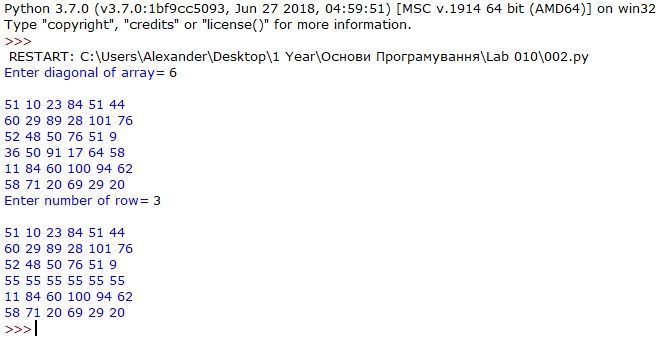 Python 3.7.0 (v3.7.0:1bf9cc5093, Jun 27 2018, 04:59:51) [MSC v.1914 64 bit (AMD64)] on win32
Type "copyright", "credits" or "license()" for more information.
>>>
RESTART: C:\Users\Alexander\Desktop\1 Year\Основи Програмування\Lab 010\002.py
Enter diagonal of array= 6
51 10 23 84 51 44
60 29 89 28 101 76
52 48 50 76 51 9
36 50 91 17 64 58
11 84 60 100 94 62
58 71 20 69 29 20
Enter number of row= 3
51 10 23 84 51 44
60 29 89 28 101 76
52 48 50 76 51 9
55 55 55 55 55 55
11 84 60 100 94 62
58 71 20 69 29 20
>>>